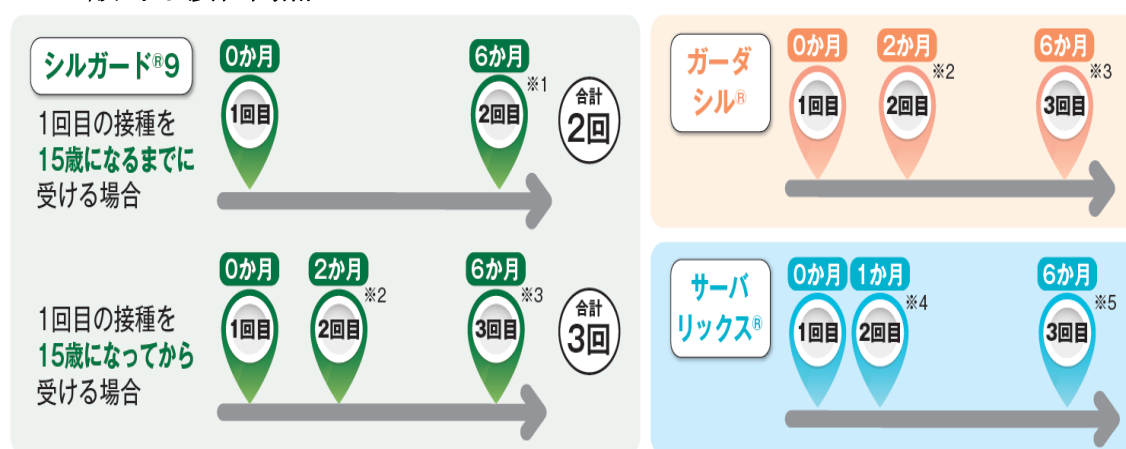 シルガード®9
1回目の接種を
15歳になるまでに
受ける場合
0か月
1回目
6か月
※1
2回目
合計
2回
1回目の接種を
15歳になってから
受ける場合
0か月
1回目
2か月
※2
2回目
6か月
※3
3回目
合計
3回
ガーダ
シル®
0か月
1回目
2か月
※2
2回目
6か月
※3
3回目
サーバ
リックス®
0か月
1回目
1か月
※4
2回目
6か月
※5
3回目